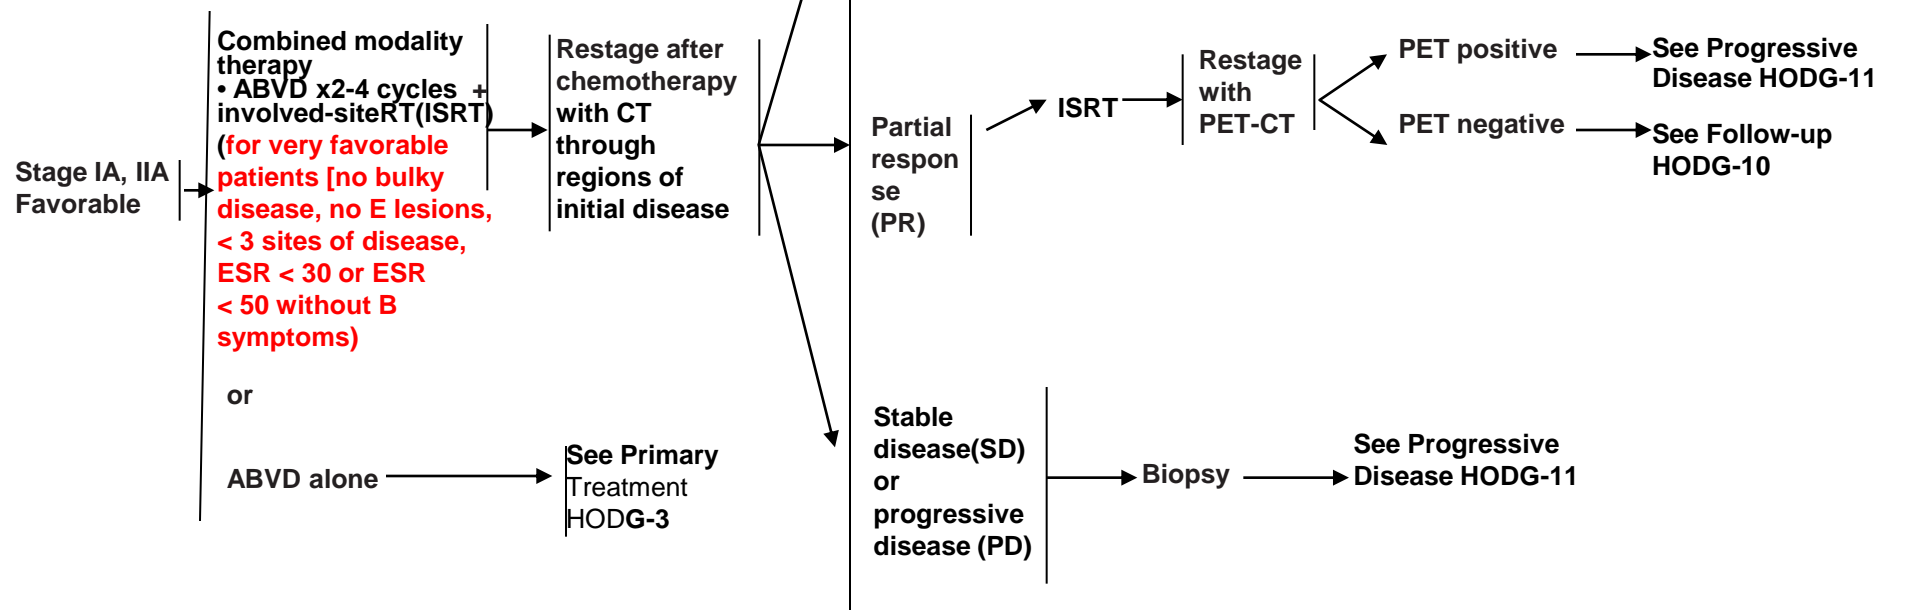 Stage IA, IIA
Favorable
Combined modality
therapy
• ABVD x2-4 cycles +
involved-siteRT(ISRT)
(for very favorable
patients [no bulky
disease, no E lesions,
< 3 sites of disease,
ESR < 30 or ESR
< 50 without B
symptoms)
or
ABVD alone
See Primary
Treatment
HODG-3
Restage after
chemotherapy
with CT
through
regions of
initial disease
Partial
respon
se
(PR)
ISRT
Restage
with
PET-CT
PET positive
See Progressive
Disease HODG-11
PET negative
See Follow-up
HODG-10
Stable
disease(SD)
or
progressive
disease (PD)
Biopsy
See Progressive
Disease HODG-11